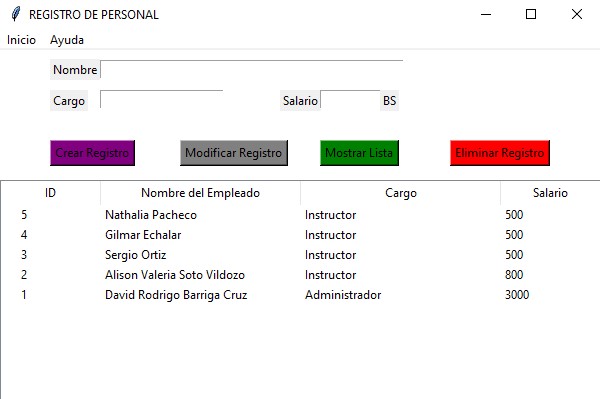 REGISTRO DE PERSONAL
Inicio Ayuda
Nombre
Cargo Salario BS
Crear Registro Modificar Registro Mostrar Lista Eliminar Registro
ID Nombre del Empleado Cargo Salario
5 Nathalia Pacheco Instructor 500
4 Gilmar Echalar Instructor 500
3 Sergio Ortiz Instructor 500
2 Alison Valeria Soto Vildozo Instructor 800
1 David Rodrigo Barriga Cruz Administrador 3000